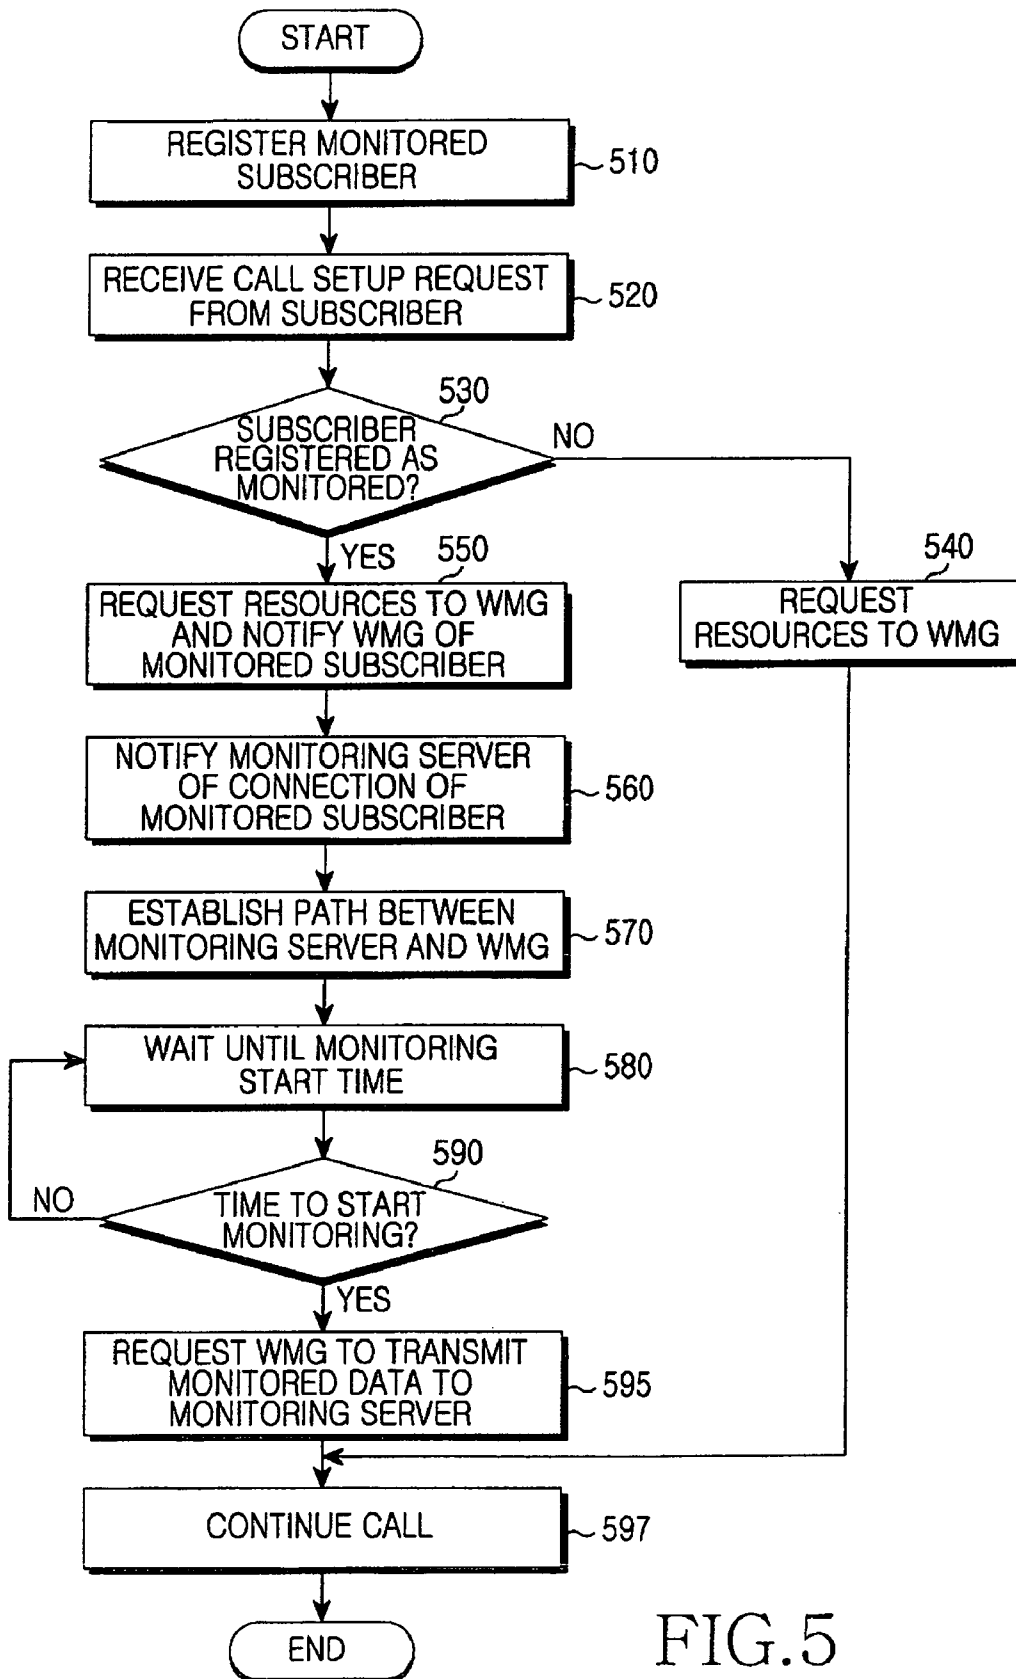 START
REGISTER MONITORED
SUBSCRIBER
510
RECEIVE CALL SETUP REQUEST
FROM SUBSCRIBER
520
530
SUBSCRIBER
REGISTERED AS
MONITORED?
NO
YES
550
REQUEST RESOURCES TO WMG
AND NOTIFY WMG OF
MONITORED SUBSCRIBER
540
REQUEST
RESOURCES TO WMG
NOTIFY MONITORING SERVER
OF CONNECTION OF
MONITORED SUBSCRIBER
560
ESTABLISH PATH BETWEEN
MONITORING SERVER AND WMG
570
WAIT UNTIL MONITORING
START TIME
580
590
TIME TO START
MONITORING?
NO
YES
REQUEST WMG TO TRANSMIT
MONITORED DATA TO
MONITORING SERVER
595
CONTINUE CALL
597
END
FIG.5